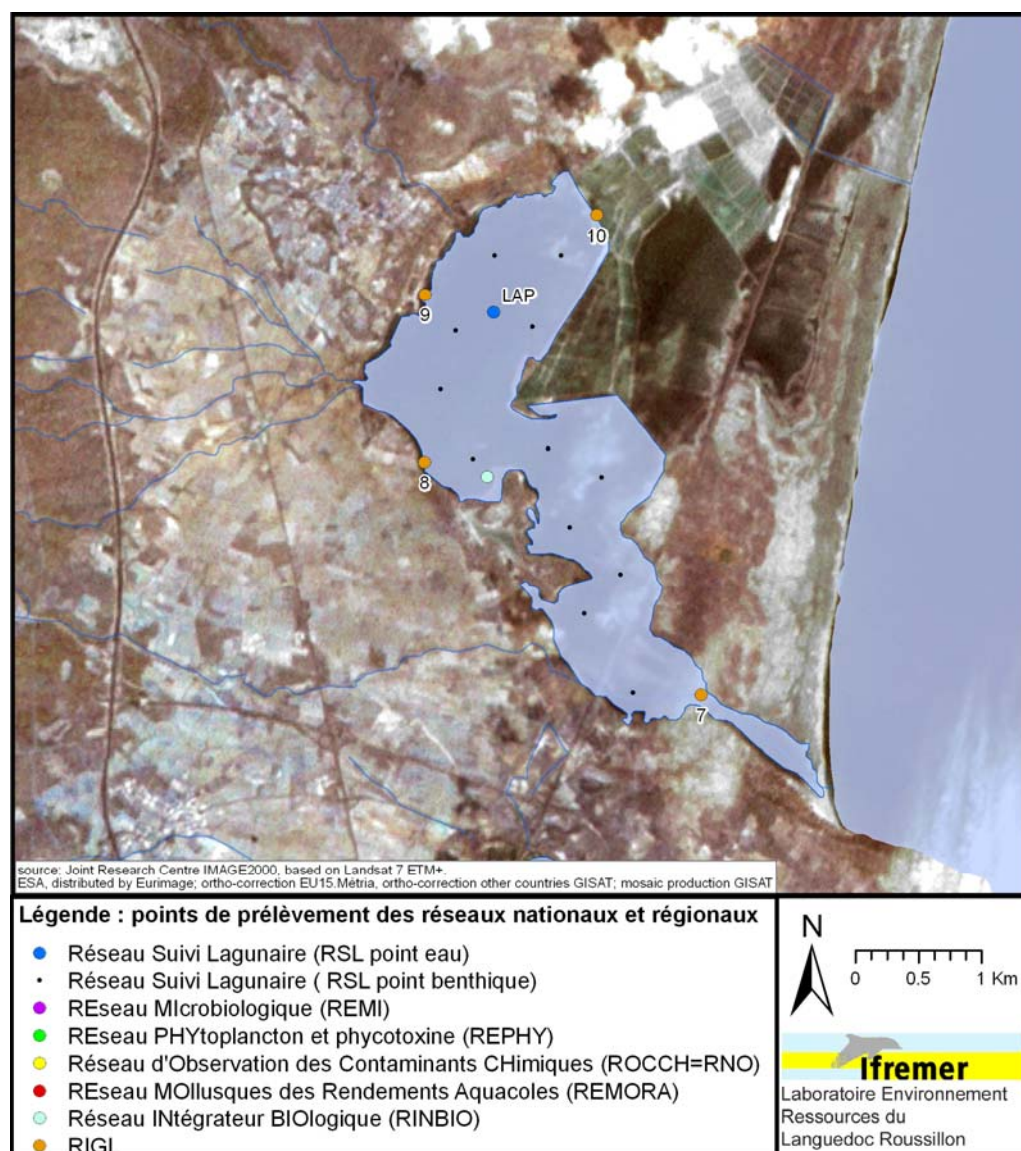 10
LAP
9
8
7
source: Joint Research Centre IMAGE2000, based on Landsat 7 ETM+.
ESA, distributed by Eurimage; ortho-correction EU15.Métria, ortho-correction other countries GISAT; mosaic production GISAT
Légende : points de prélèvement des réseaux nationaux et régionaux
Réseau Suivi Lagunaire (RSL point eau)
Réseau Suivi Lagunaire ( RSL point benthique)
REseau MIcrobiologique (REMI)
REseau PHYtoplancton et phycotoxine (REPHY)
Réseau d'Observation des Contaminants CHimiques (ROCCH=RNO)
REseau MOllusques des Rendements Aquacoles (REMORA)
Réseau INtégrateur BIOlogique (RINBIO)
RIGL
N
0 0.5 1 Km
Ifremer
Laboratoire Environnement
Ressources du
Languedoc Roussillon